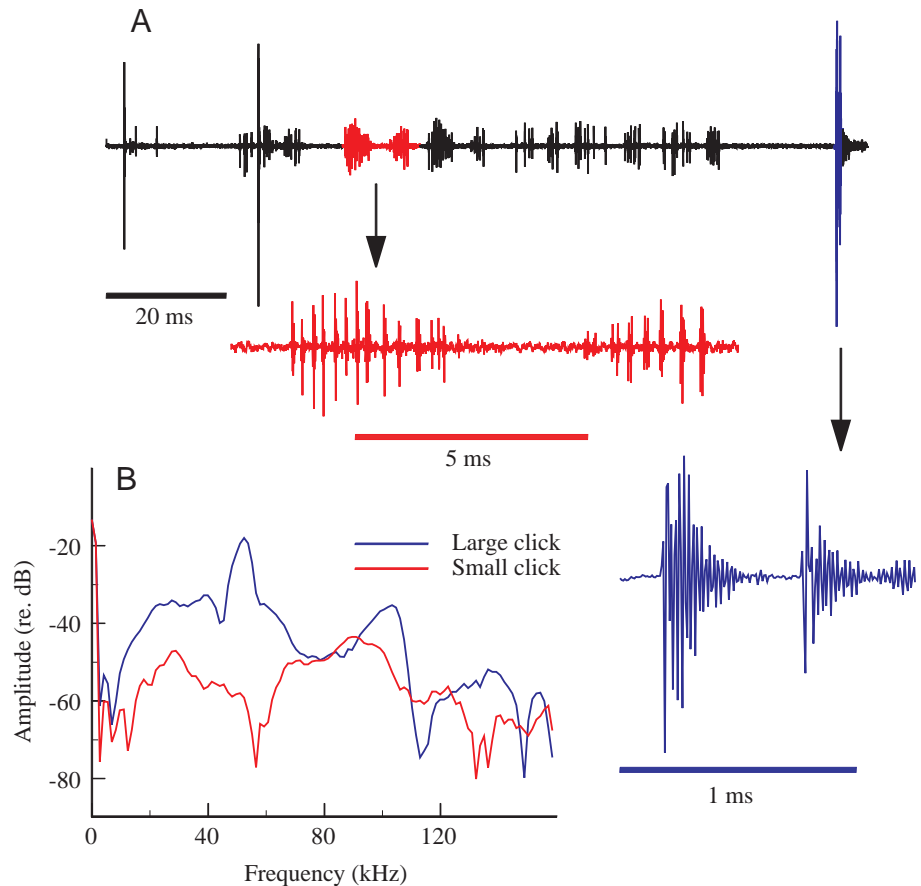 A
20 ms
5 ms
B
Large click
Small click
-20
-40
-60
-80
Amplitude (re. dB)
0
40
80
120
Frequency (kHz)
1 ms